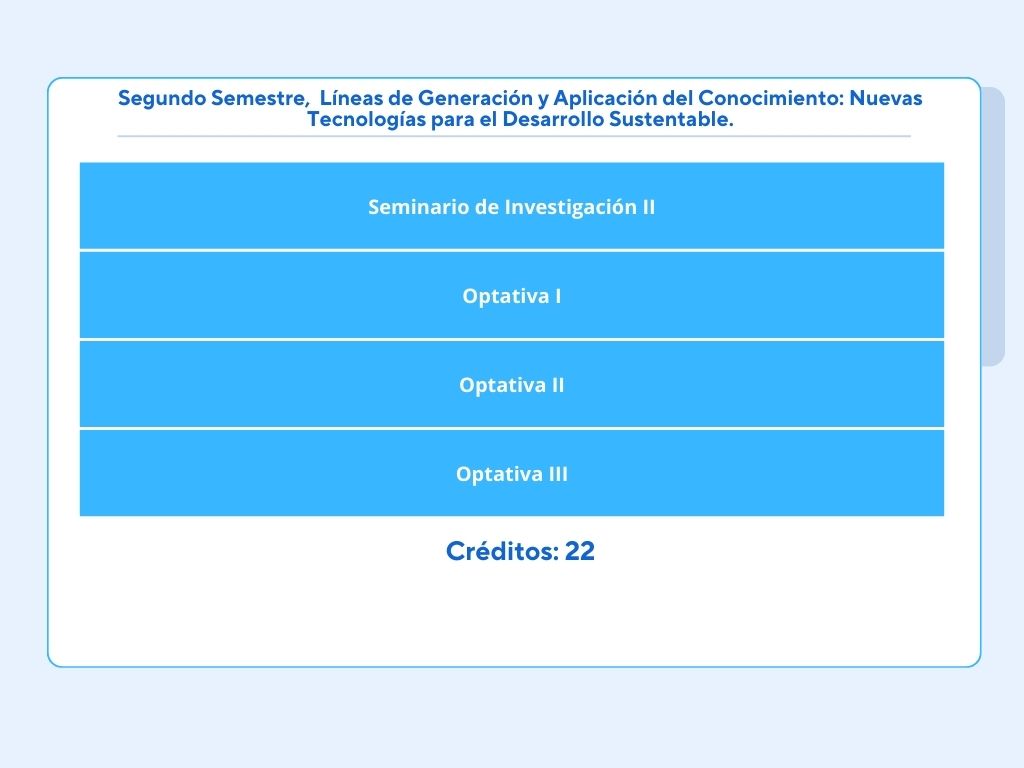 Segundo Semestre,  Líneas de Generación y Aplicación del Conocimiento: Nuevas
Tecnologías para el Desarrollo Sustentable.
Seminario de Investigación II
Optativa I
Optativa II
Optativa III
Créditos: 22